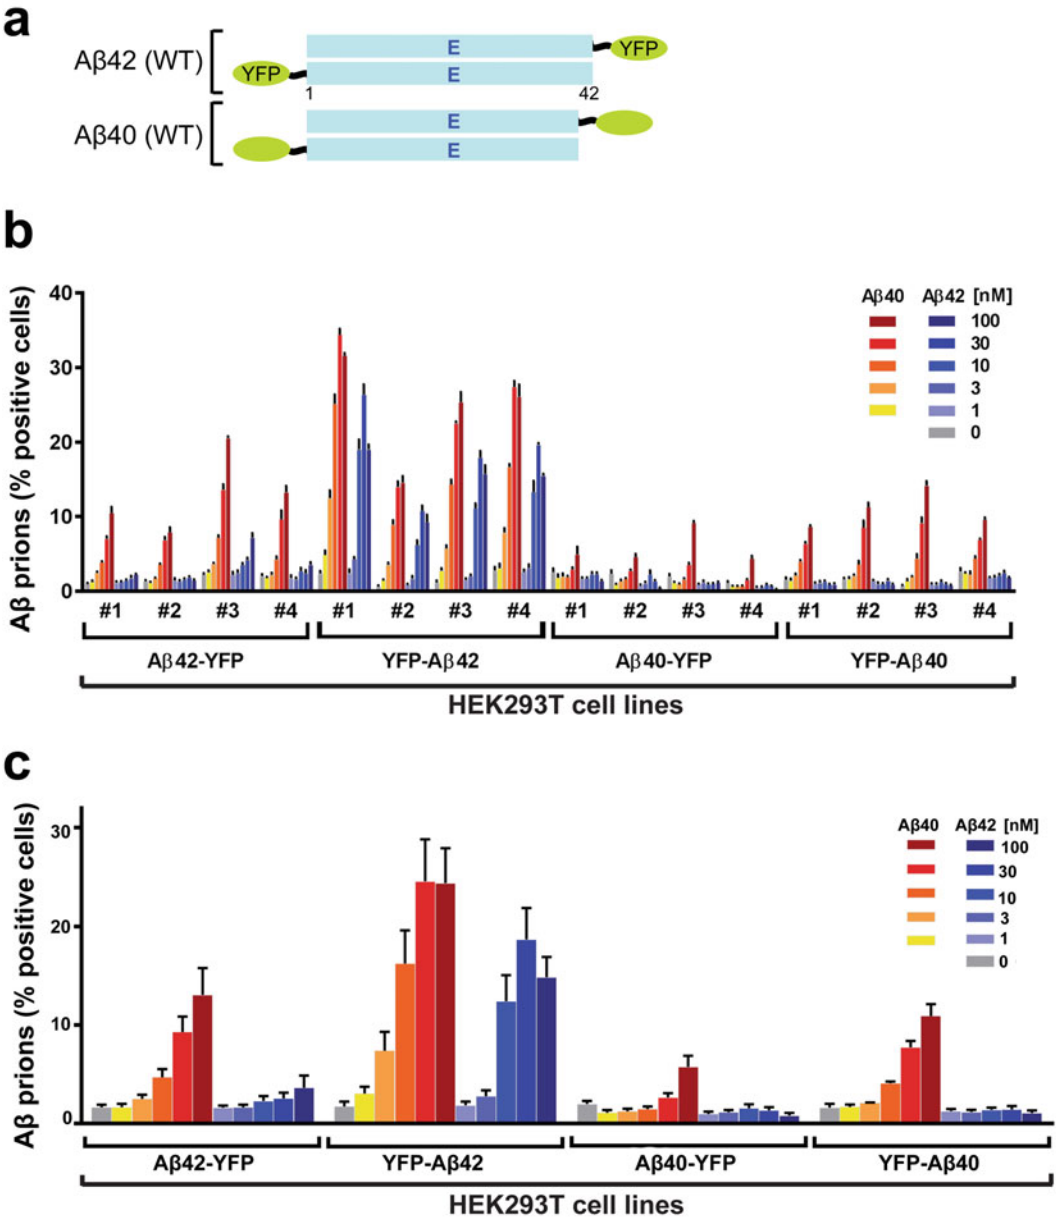 a
Aβ42 (WT)
E
YFP
YFP
E
1
42
Aβ40 (WT)
E
E
b
Aβ prions (% positive cells)
40
30
20
10
0
Aβ40 Aβ42 [nM]
100
30
10
3
1
0
#1 #2 #3 #4 #1 #2 #3 #4 #1 #2 #3 #4 #1 #2 #3 #4
Aβ42-YFP YFP-Aβ42 Aβ40-YFP YFP-Aβ40
HEK293T cell lines
c
Aβ prions (% positive cells)
30
20
10
0
Aβ40 Aβ42 [nM]
100
30
10
3
1
0
Aβ42-YFP YFP-Aβ42 Aβ40-YFP YFP-Aβ40
HEK293T cell lines